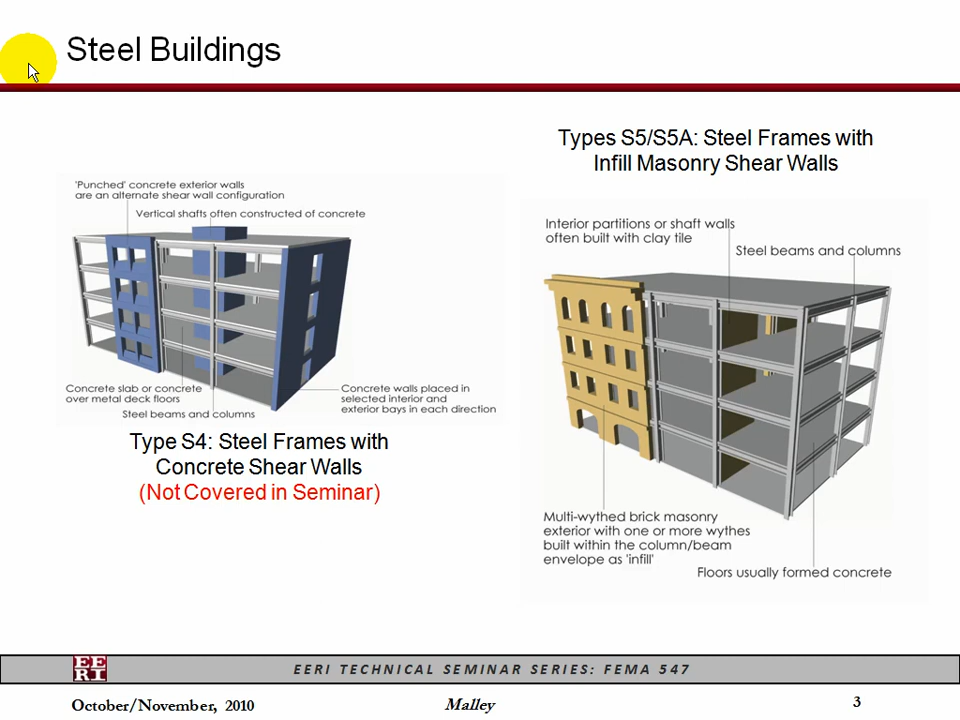 Steel Buildings
Types S5/S5A: Steel Frames with
Infill Masonry Shear Walls
'Punched' concrete exterior walls
are an alternate shear wall configuration
Vertical shafts often constructed of concrete
Concrete slab or concrete
over metal deck floors
Steel beams and columns
Concrete walls placed in
selected interior and
exterior bays in each direction
Type S4: Steel Frames with
Concrete Shear Walls
(Not Covered in Seminar)
Interior partitions or shaft walls
often built with clay tile
Steel beams and columns
Multi-wythed brick masonry
exterior with one or more wythes
built within the column/beam
envelope as 'infill'
Floors usually formed concrete
EERI
EERI TECHNICAL SEMINAR SERIES: FEMA 547
October/November, 2010
Malley
3